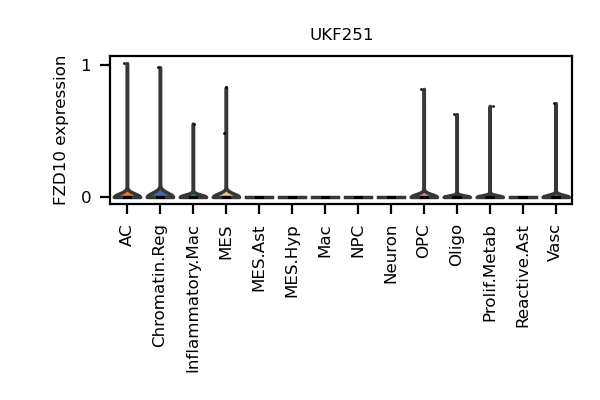 UKF251
FZD10 expression
1
0
AC
Chromatin.Reg
Inflammatory.Mac
MES
MES.Ast
MES.Hyp
Mac
NPC
Neuron
OPC
Oligo
Prolif.Metab
Reactive.Ast
Vasc